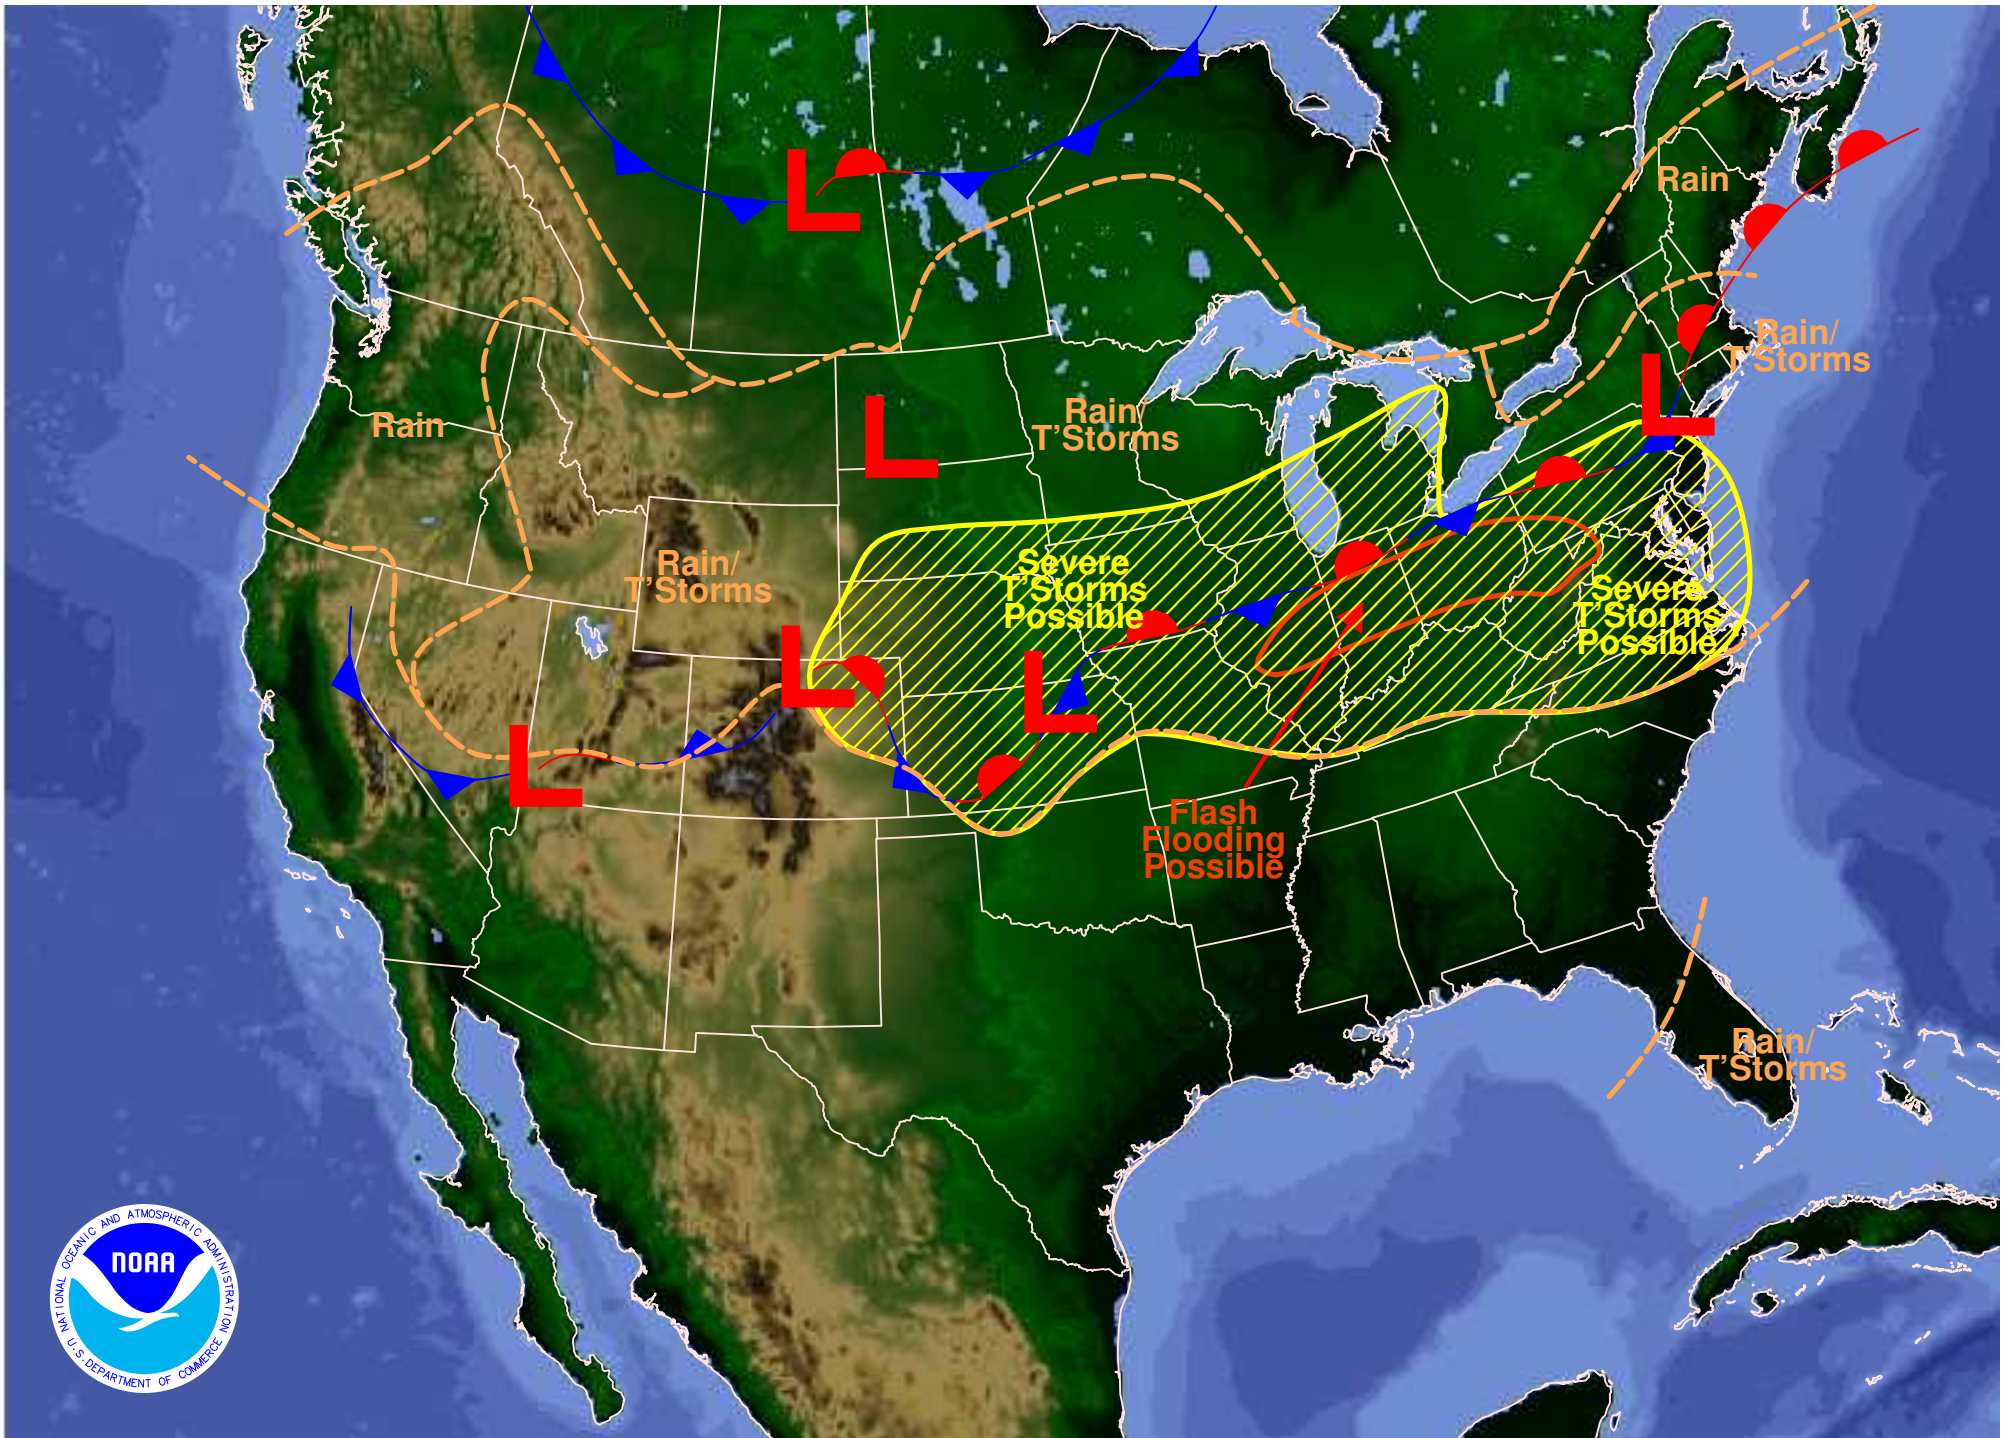 Rain
Rain/
T'Storms
Rain
Rain/
T'Storms
Rain/
T'Storms
Severe
T'Storms
Possible
Severe
T'Storms
Possible
Flash
Flooding
Possible
Rain/
T'Storms
L
L
L
L
L
L
NATIONAL OCEANIC AND ATMOSPHERIC ADMINISTRATION
NOAA
U.S. DEPARTMENT OF COMMERCE